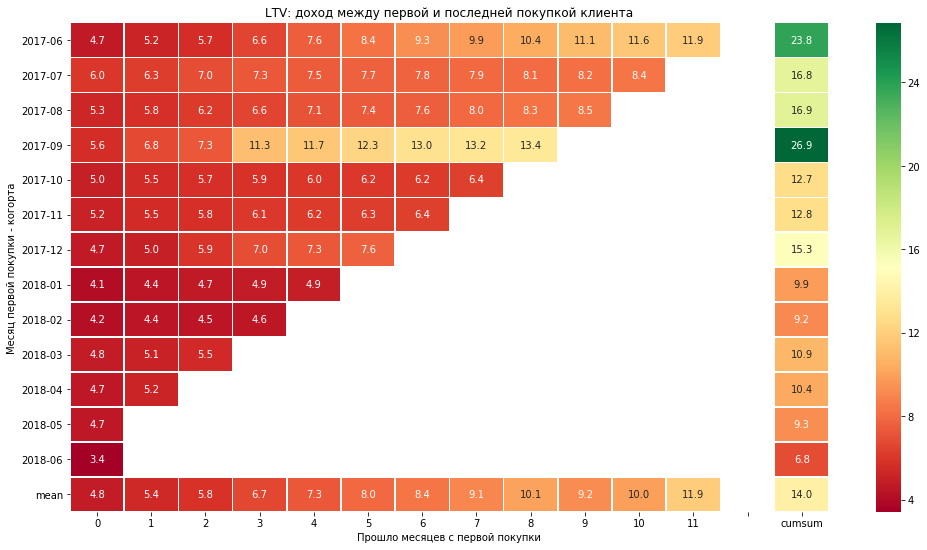 LTV: доход между первой и последней покупкой клиента
Месяц первой покупки - когорта
2017-06 4.7 5.2 5.7 6.6 7.6 8.4 9.3 9.9 10.4 11.1 11.6 11.9 23.8
2017-07 6.0 6.3 7.0 7.3 7.5 7.7 7.8 7.9 8.1 8.2 8.4 16.8
2017-08 5.3 5.8 6.2 6.6 7.1 7.4 7.6 8.0 8.3 8.5 16.9
2017-09 5.6 6.8 7.3 11.3 11.7 12.3 13.0 13.2 13.4 26.9
2017-10 5.0 5.5 5.7 5.9 6.0 6.2 6.2 6.4 12.7
2017-11 5.2 5.5 5.8 6.1 6.2 6.3 6.4 12.8
2017-12 4.7 5.0 5.9 7.0 7.3 7.6 15.3
2018-01 4.1 4.4 4.7 4.9 4.9 9.9
2018-02 4.2 4.4 4.5 4.6 9.2
2018-03 4.8 5.1 5.5 10.9
2018-04 4.7 5.2 10.4
2018-05 4.7 9.3
2018-06 3.4 6.8
mean 4.8 5.4 5.8 6.7 7.3 8.0 8.4 9.1 10.1 9.2 10.0 11.9 14.0
0 1 2 3 4 5 6 7 8 9 10 11 cumsum
Прошло месяцев с первой покупки
24
20
16
12
8
4